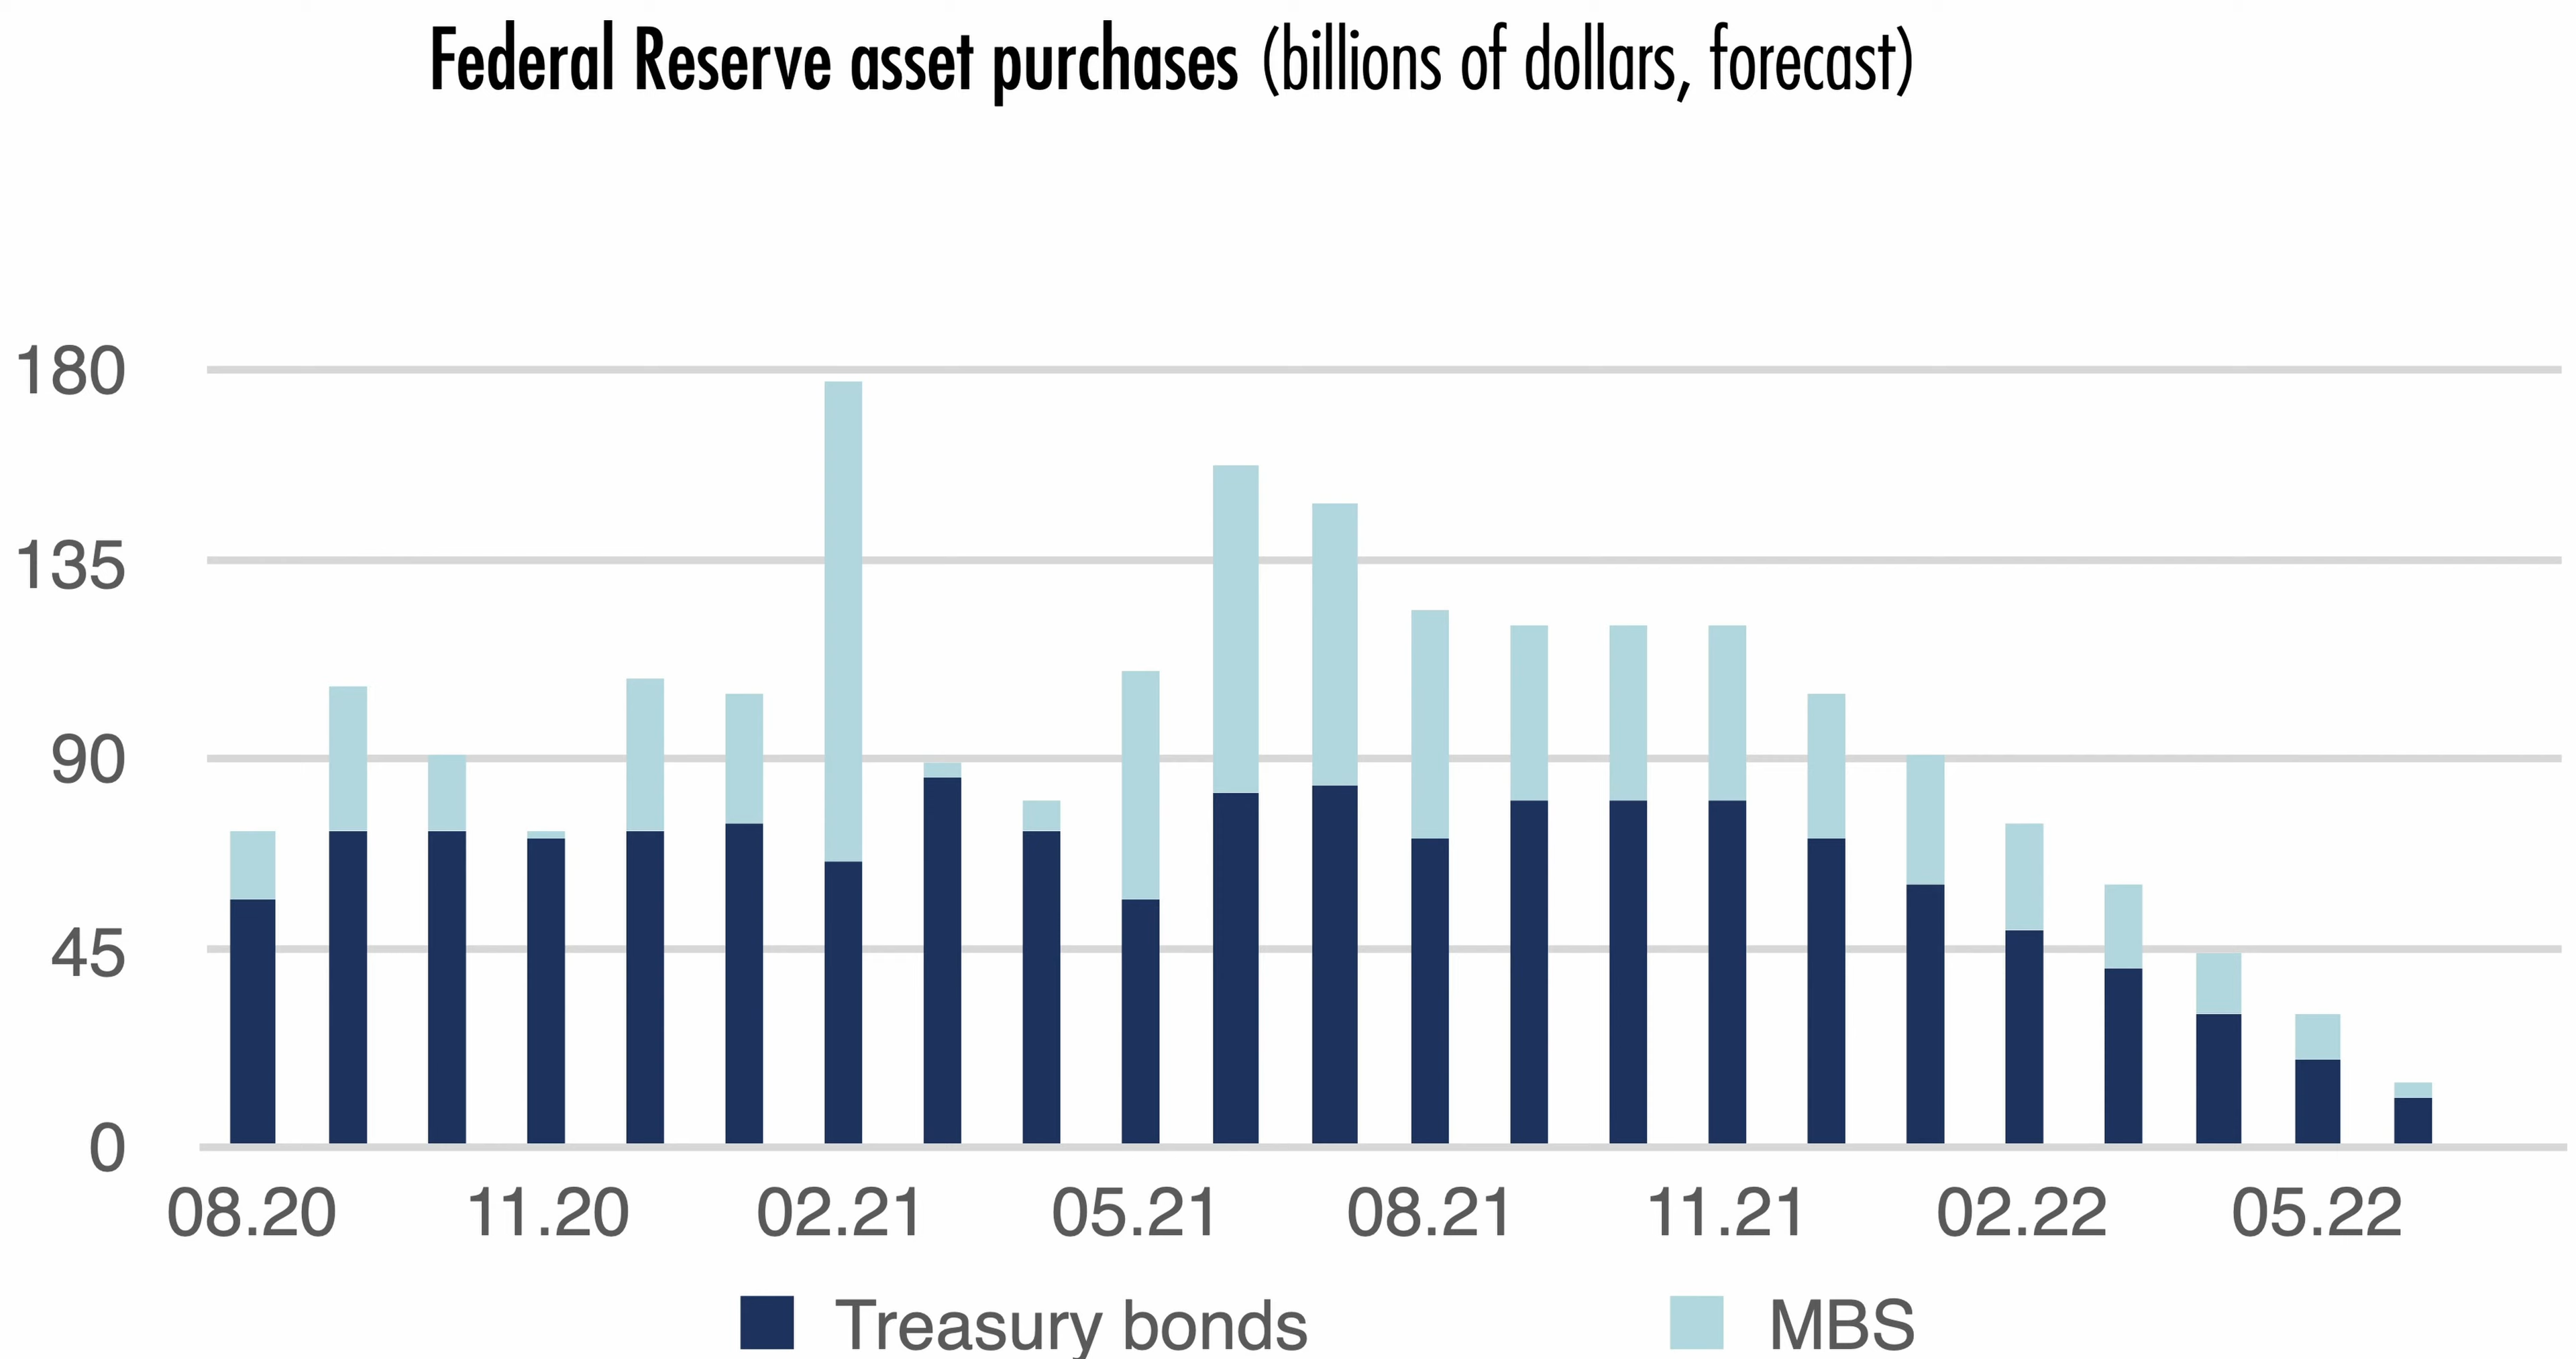 Federal Reserve asset purchases (billions of dollars, forecast)
180
135
90
45
0
08.20 11.20 02.21 05.21 08.21 11.21 02.22 05.22
Treasury bonds MBS